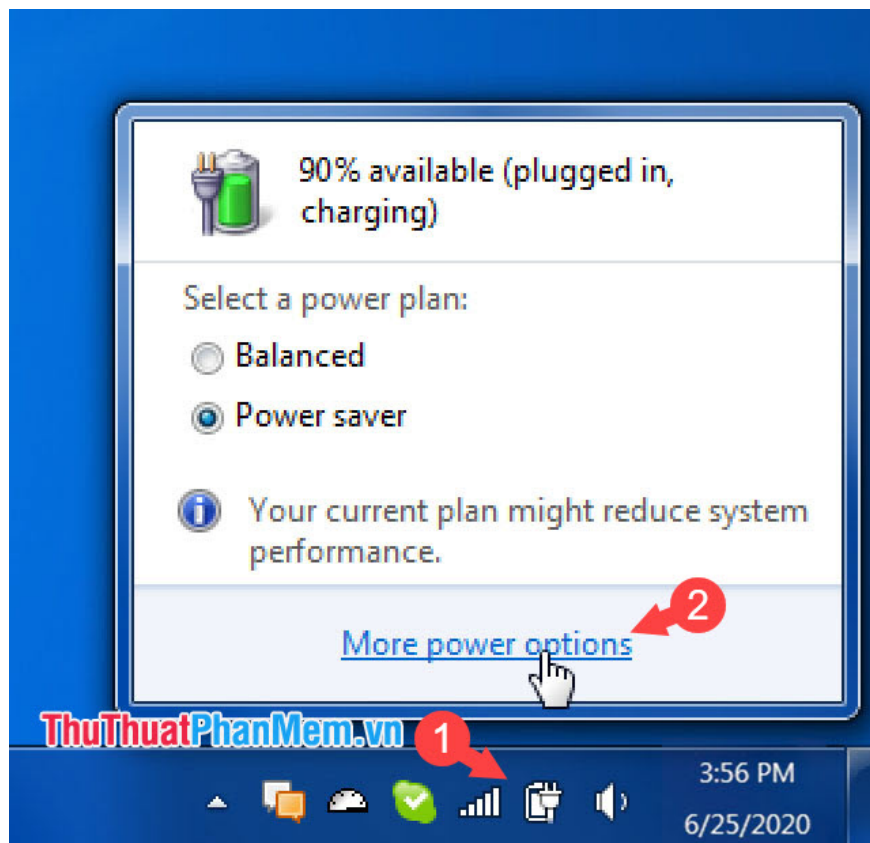 90% available (plugged in,
charging)
Select a power plan:
Balanced
Power saver
Your current plan might reduce system
performance.
2
More power options
ThuThuatPhanMem.vn
1
3:56 PM
6/25/2020